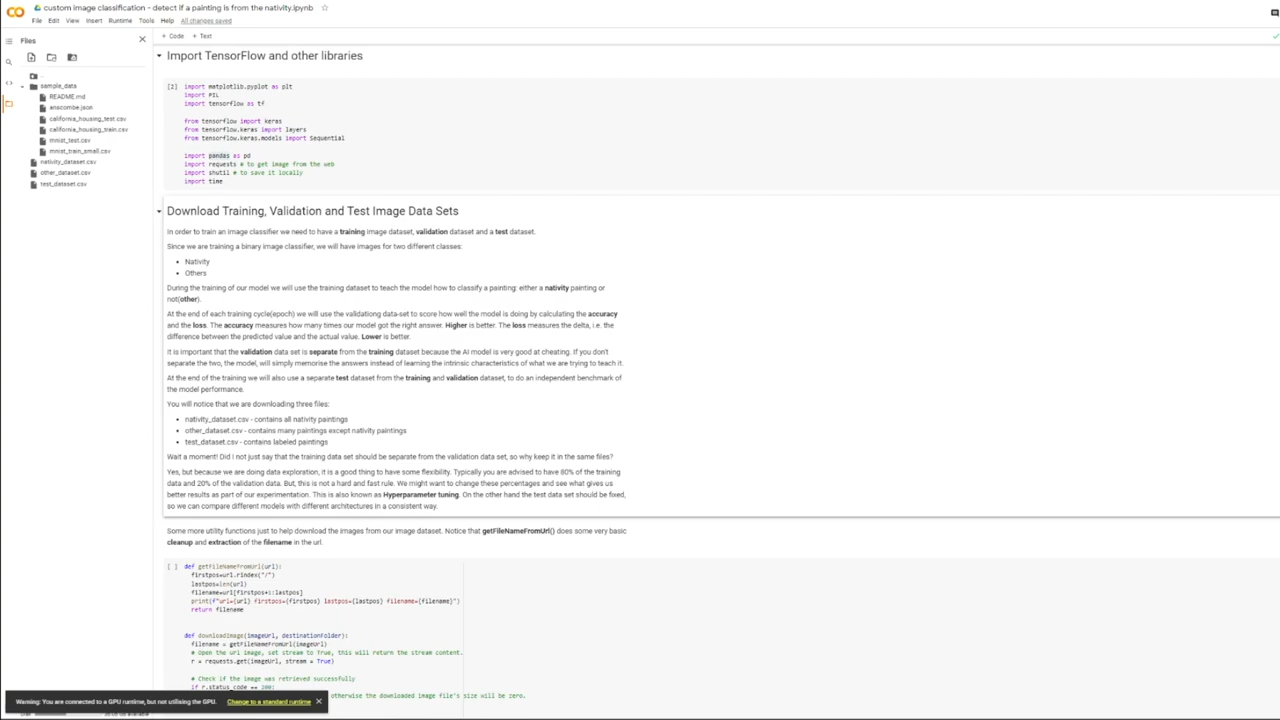 custom image classification - detect if a painting is from the nativity.ipynb
File Edit View Insert Runtime Tools Help All changes saved
Files
+ Code + Text
Import TensorFlow and other libraries
..
sample_data
README.md
anscombe.json
california_housing_test.csv
california_housing_train.csv
mnist_test.csv
mnist_train_small.csv
nativity_dataset.csv
other_dataset.csv
test_dataset.csv
[2] import matplotlib.pyplot as plt
import PIL
import tensorflow as tf
from tensorflow import keras
from tensorflow.keras import layers
from tensorflow.keras.models import Sequential
import pandas as pd
import requests # to get image from the web
import shutil # to save it locally
import time
Download Training, Validation and Test Image Data Sets
In order to train an image classifier we need to have a training image dataset, validation dataset and a test dataset.
Since we are training a binary image classifier, we will have images for two different classes:
• Nativity
• Others
During the training of our model we will use the training dataset to teach the model how to classify a painting: either a nativity painting or
not(other).
At the end of each training cycle(epoch) we will use the validationg data-set to score how well the model is doing by calculating the accuracy
and the loss. The accuracy measures how many times our model got the right answer. Higher is better. The loss measures the delta, i.e. the
difference between the predicted value and the actual value. Lower is better.
It is important that the validation data set is separate from the training dataset because the AI model is very good at cheating. If you don't
separate the two, the model, will simply memorise the answers instead of learning the intrinsic characteristics of what we are trying to teach it.
At the end of the training we will also use a separate test dataset from the training and validation dataset, to do an independent benchmark of
the model performance.
You will notice that we are downloading three files:
• nativity_dataset.csv - contains all nativity paintings
• other_dataset.csv - contains many paintings except nativity paintings
• test_dataset.csv - contains labeled paintings
Wait a moment! Did I not just say that the training data set should be separate from the validation data set, so why keep it in the same files?
Yes, but because we are doing data exploration, it is a good thing to have some flexibility. Typically you are advised to have 80% of the training
data and 20% of the validation data. But, this is not a hard and fast rule. We might want to change these percentages and see what gives us
better results as part of our experimentation. This is also known as Hyperparameter tuning. On the other hand the test data set should be fixed,
so we can compare different models with different architectures in a consistent way.
Some more utility functions just to help download the images from our image dataset. Notice that getFileNameFromUrl() does some very basic
cleanup and extraction of the filename in the url.
[ ] def getFileNameFromUrl(url):
firstpos=url.rindex("/")
lastpos=len(url)
filename=url[firstpos+1:lastpos]
print(f"url={url} firstpos={firstpos} lastpos={lastpos} filename={filename}")
return filename
def downloadImage(imageUrl, destinationFolder):
filename = getFileNameFromUrl(imageUrl)
# Open the url image, set stream to True, this will return the stream content.
r = requests.get(imageUrl, stream = True)
# Check if the image was retrieved successfully
if r.status_code == 200:
otherwise the downloaded image file's size will be zero.
Warning: You are connected to a GPU runtime, but not utilising the GPU. Change to a standard runtime